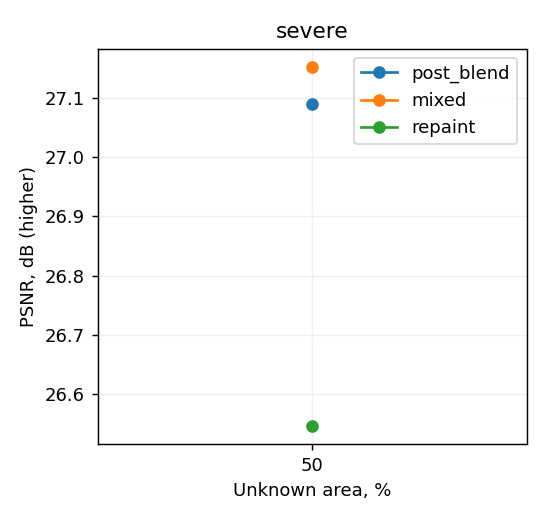 severe
post_blend
mixed
repaint
27.1
27.0
26.9
26.8
26.7
26.6
PSNR, dB (higher)
50
Unknown area, %